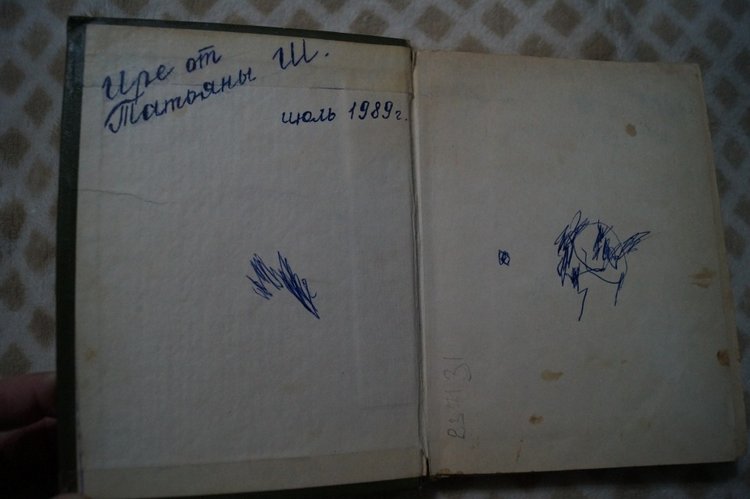 Ире от
Татьяны Ш.
июль 1989г.